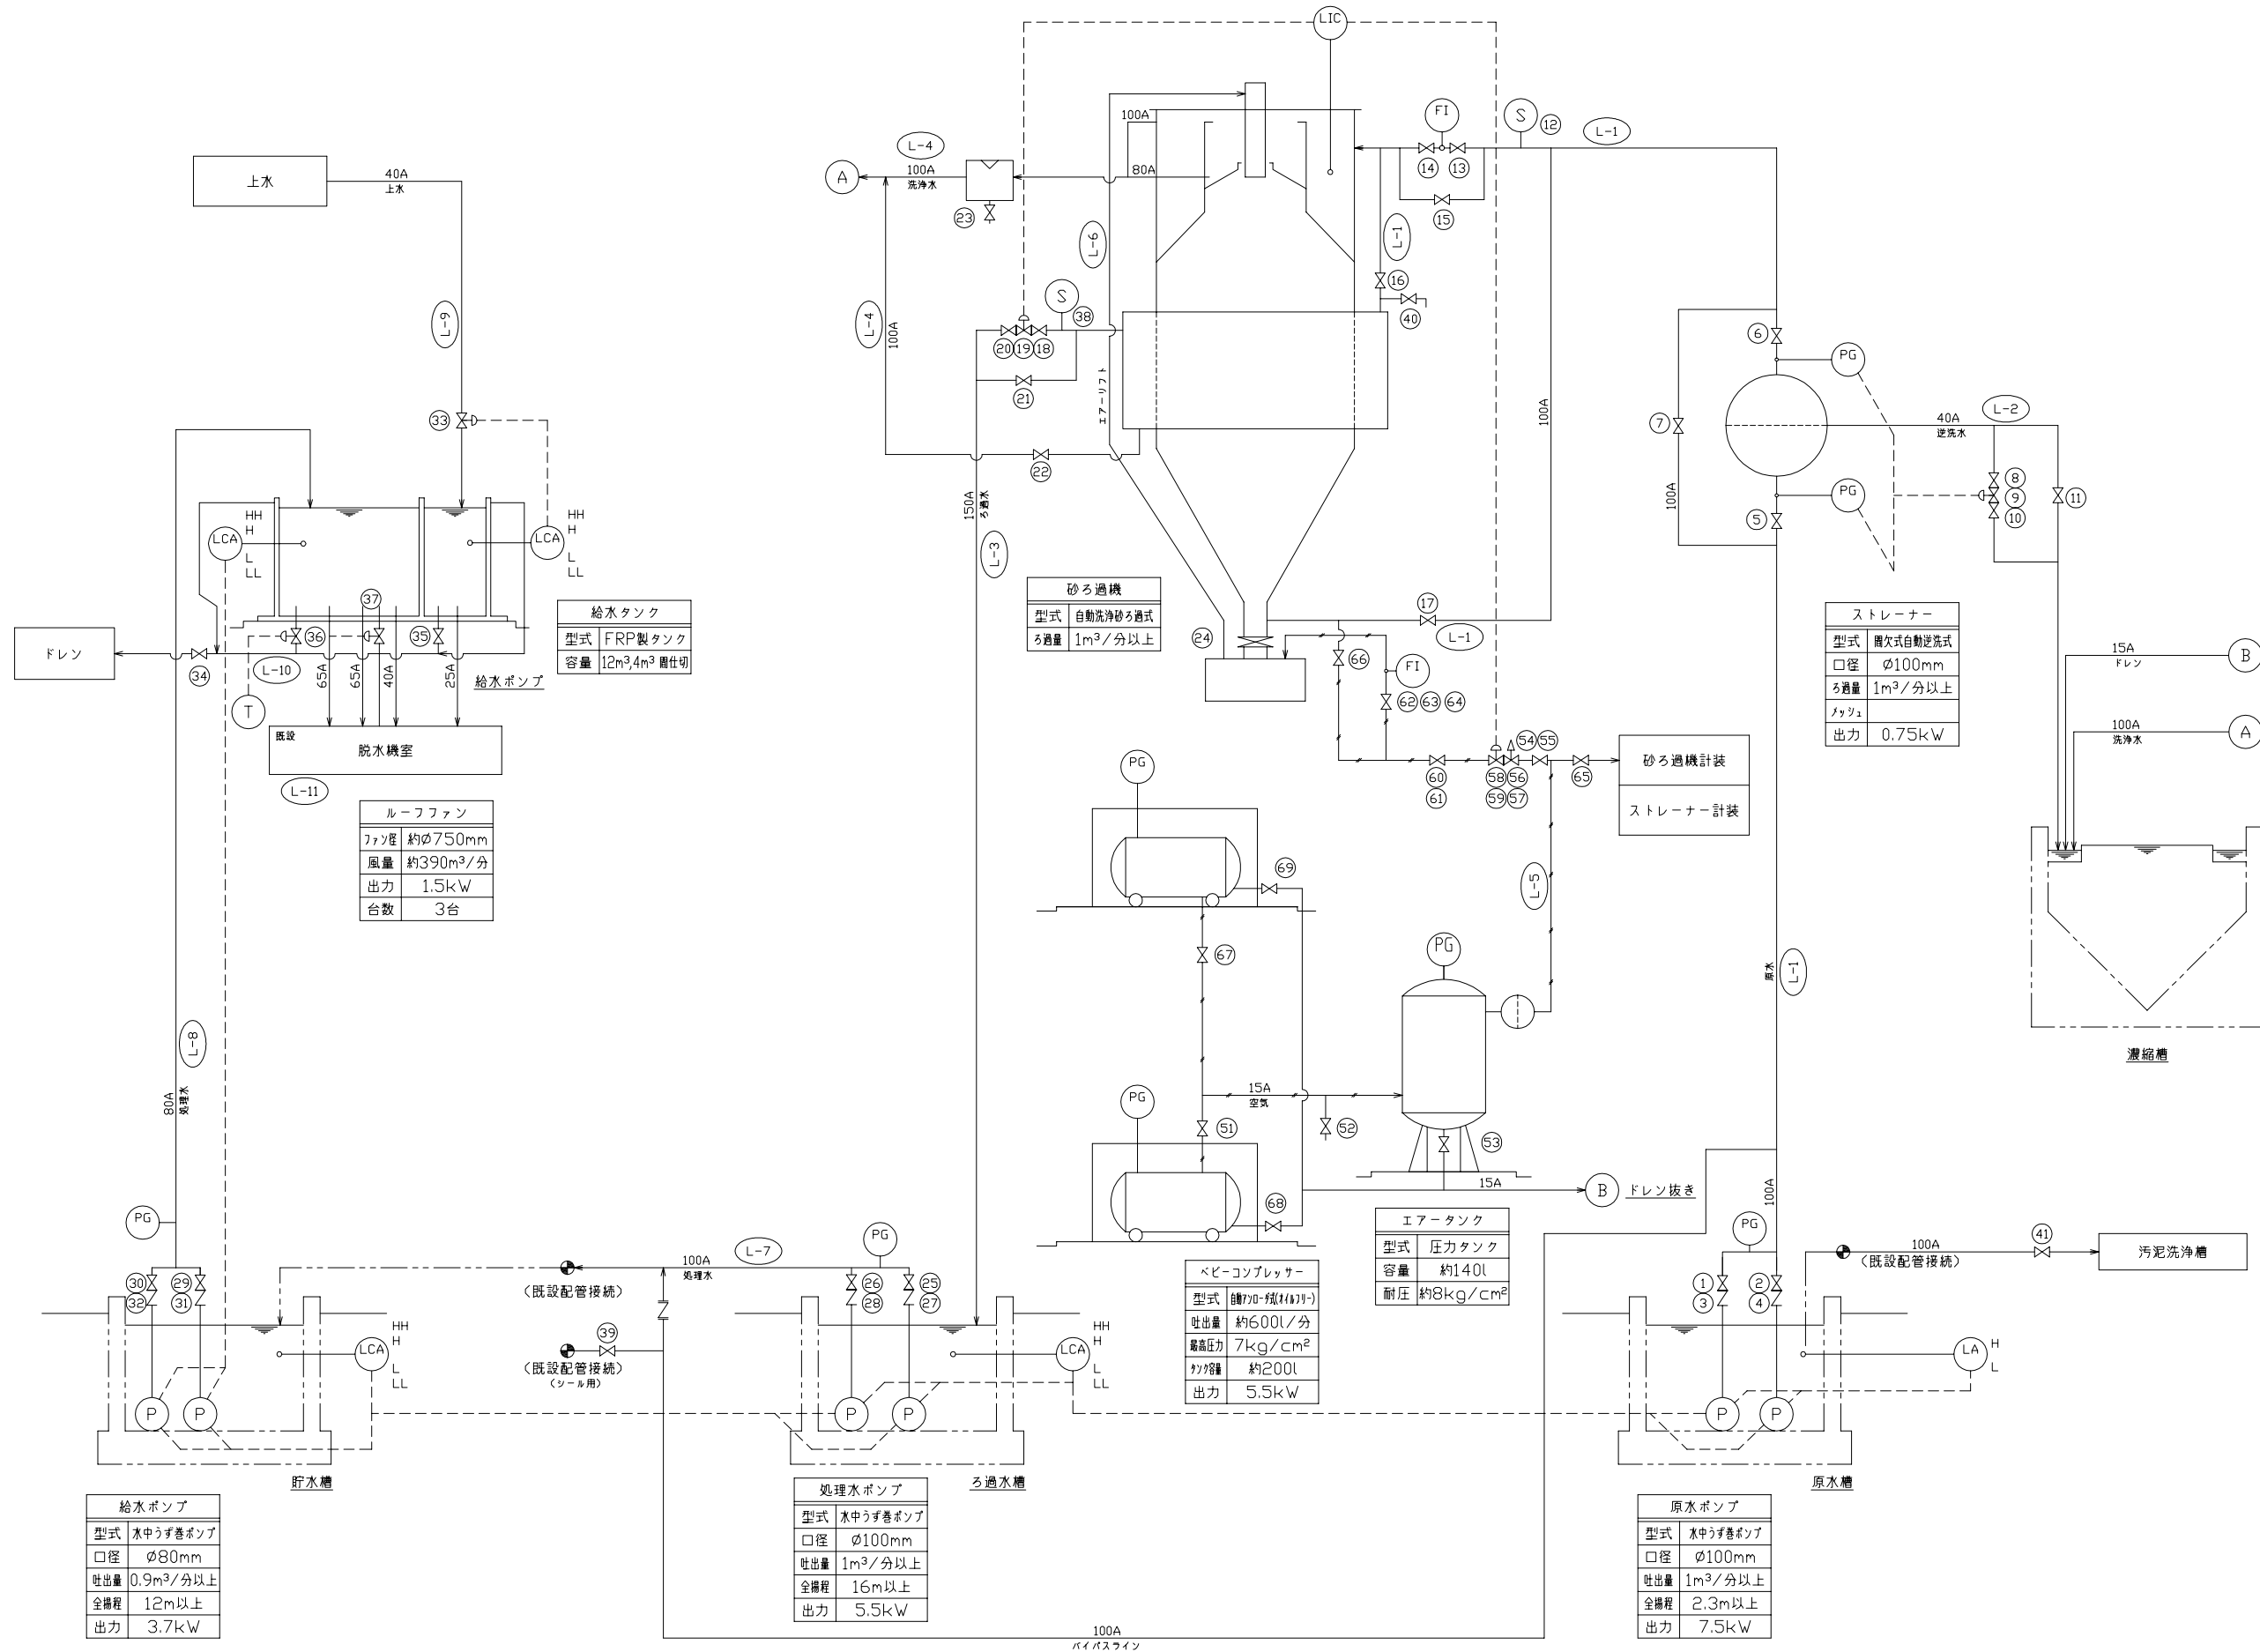 LIC
上水
40A
上水
L-9
33
LCA
HH
H
L
LL
LCA
HH
H
L
LL
37
36
35
34
ドレン
L-10
T
65A
65A
40A
25A
給水ポンプ
既設
脱水機室
L-11
給水タンク
型式 FRP製タンク
容量 12m³,4m³ 間仕切
ルーフファン
ファン径 約Ø750mm
風量 約390m³/分
出力 1.5kW
台数 3台
L-8
80A
処理水
PG
30
32
29
31
P
P
LCA
HH
H
L
LL
貯水槽
給水ポンプ
型式 水中うず巻ポンプ
口径 Ø80mm
吐出量 0.9m³/分以上
全揚程 12m以上
出力 3.7kW
A
L-4
100A
洗浄水
23
100A
80A
L-6
エアーリフト
L-4
100A
S
38
20
19
18
21
22
150A
ろ過水
L-3
FI
14
13
15
S
12
L-1
L-1
16
40
100A
砂ろ過機
型式 自動洗浄砂ろ過式
ろ過量 1m³/分以上
24
17
L-1
66
FI
62
63
64
60
61
58
59
56
57
54
55
65
砂ろ過機計装
ストレーナー計装
L-5
6
7
5
100A
PG
PG
40A
逆洗水
L-2
8
9
10
11
ストレーナー
型式 間欠式自動逆洗式
口径 Ø100mm
ろ過量 1m³/分以上
メッシュ
出力 0.75kW
15A
ドレン
B
100A
洗浄水
A
濃縮槽
原水
L-1
PG
69
67
PG
51
68
15A
空気
52
PG
53
15A
B
ドレン抜き
エアータンク
型式 圧力タンク
容量 約140l
耐圧 約8kg/cm²
ベビーコンプレッサー
型式 自動アンローダ式(オイルフリー)
吐出量 約600l/分
最高圧力 7kg/cm²
タンク容量 約200l
出力 5.5kW
100A
処理水
L-7
PG
26
28
25
27
(既設配管接続)
39
(既設配管接続)
(シール用)
P
P
LCA
HH
H
L
LL
ろ過水槽
処理水ポンプ
型式 水中うず巻ポンプ
口径 Ø100mm
吐出量 1m³/分以上
全揚程 16m以上
出力 5.5kW
100A
PG
1
3
2
4
100A
(既設配管接続)
41
汚泥洗浄槽
P
P
LA
H
L
原水槽
原水ポンプ
型式 水中うず巻ポンプ
口径 Ø100mm
吐出量 1m³/分以上
全揚程 2.3m以上
出力 7.5kW
100A
バイパスライン